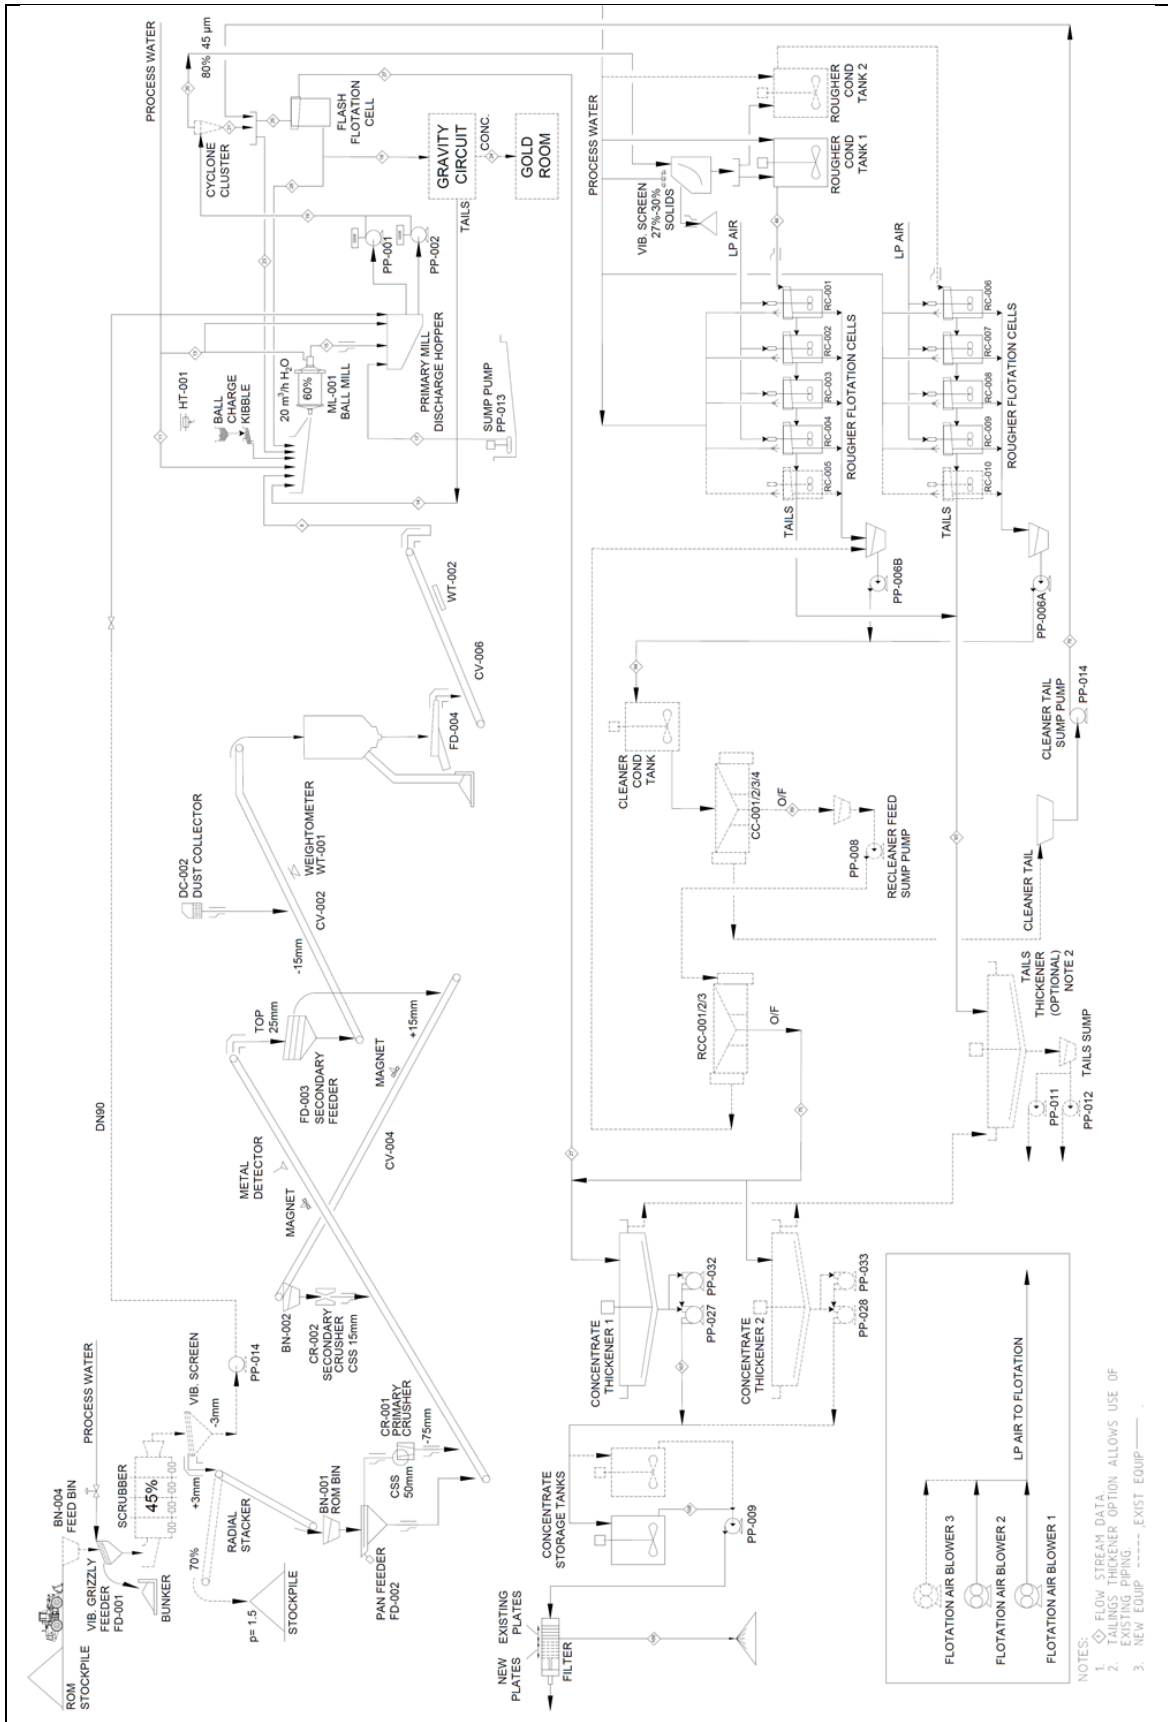 ROM
STOCKPILE
BN-004
FEED BIN
VIB. GRIZZLY
FEEDER
FD-001
BUNKER
PROCESS WATER
SCRUBBER
45%
VIB. SCREEN
+3mm
-3mm
PP-014
DN90
RADIAL
STACKER
70%
p= 1.5
STOCKPILE
BN-001
ROM BIN
PAN FEEDER
FD-002
CR-001
PRIMARY
CRUSHER
CSS
50mm
-75mm
BN-002
CR-002
SECONDARY
CRUSHER
CSS 15mm
MAGNET
METAL
DETECTOR
CV-004
MAGNET
+15mm
TOP
25mm
FD-003
SECONDARY
FEEDER
-15mm
CV-002
WEIGHTOMETER
WT-001
DC-002
DUST COLLECTOR
FD-004
CV-006
WT-002
PROCESS WATER
80% 45 µm
CYCLONE
CLUSTER
FLASH
FLOTATION
CELL
GRAVITY
CIRCUIT
CONC.
GOLD
ROOM
TAILS
PP-001
PP-002
HT-001
BALL
CHARGE
KIBBLE
20 m³/h H₂O
60%
ML-001
BALL MILL
PRIMARY MILL
DISCHARGE HOPPER
SUMP PUMP
PP-013
PROCESS WATER
VIB. SCREEN
27%-30%
SOLIDS
ROUGHER
COND
TANK 2
ROUGHER
COND
TANK 1
LP AIR
LP AIR
RC-001
RC-002
RC-003
RC-004
RC-005
ROUGHER FLOTATION CELLS
RC-006
RC-007
RC-008
RC-009
RC-010
ROUGHER FLOTATION CELLS
TAILS
TAILS
PP-006B
PP-006A
CLEANER
COND
TANK
CC-001/2/3/4
O/F
PP-008
RECLEANER FEED
SUMP PUMP
CLEANER TAIL
CLEANER TAIL
SUMP PUMP
PP-014
RCC-001/2/3
O/F
TAILS
THICKENER
(OPTIONAL)
NOTE 2
TAILS SUMP
PP-011
PP-012
CONCENTRATE
THICKENER 1
PP-032
PP-027
CONCENTRATE
THICKENER 2
PP-033
PP-028
CONCENTRATE
STORAGE TANKS
PP-009
NEW
PLATES
EXISTING
PLATES
FILTER
FLOTATION AIR BLOWER 3
FLOTATION AIR BLOWER 2
FLOTATION AIR BLOWER 1
LP AIR TO FLOTATION
NOTES:
1. FLOW STREAM DATA.
2. TAILINGS THICKENER OPTION ALLOWS USE OF
EXISTING PIPING.
3. NEW EQUIP ----- ,EXIST EQUIP ——— .